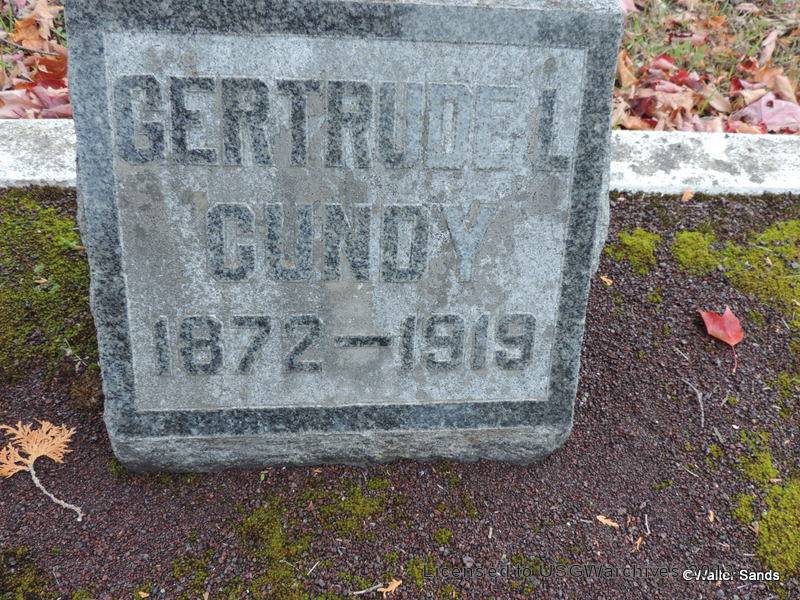 GERTRUDE L
GUNDY
1872—1919
Licensed to USGWarchives
©Walter Sands